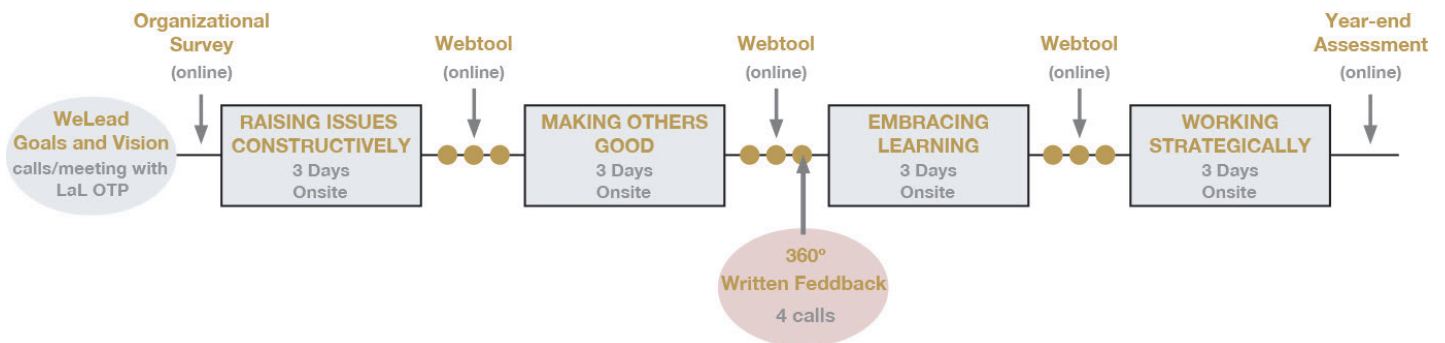 Organizational
Survey
(online)
Webtool
(online)
Webtool
(online)
Webtool
(online)
Year-end
Assessment
(online)
WeLead
Goals and Vision
calls/meeting with
LaL OTP
RAISING ISSUES
CONSTRUCTIVELY
3 Days
Onsite
MAKING OTHERS
GOOD
3 Days
Onsite
EMBRACING
LEARNING
3 Days
Onsite
WORKING
STRATEGICALLY
3 Days
Onsite
360º
Written Feddback
4 calls